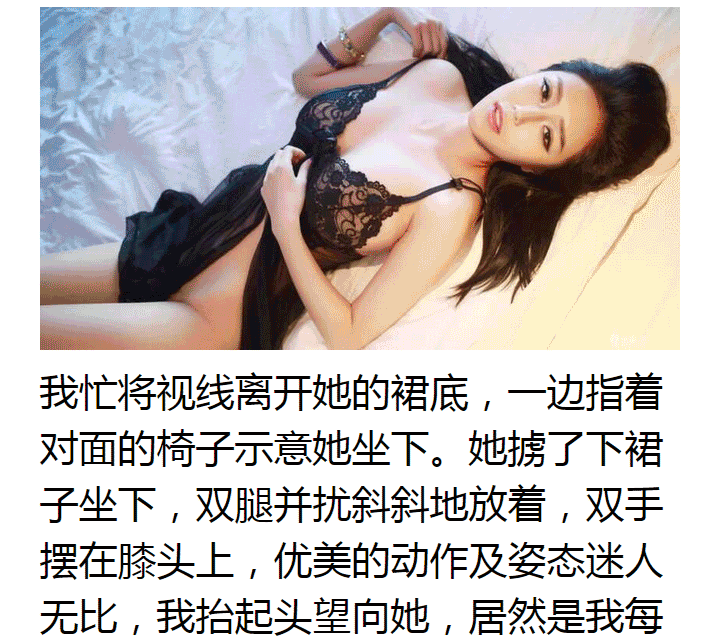 我忙将视线离开她的裙底，一边指着
对面的椅子示意她坐下。她掳了下裙
子坐下，双腿并扰斜斜地放着，双手
摆在膝头上，优美的动作及姿态迷人
无比，我抬起头望向她，居然是我每